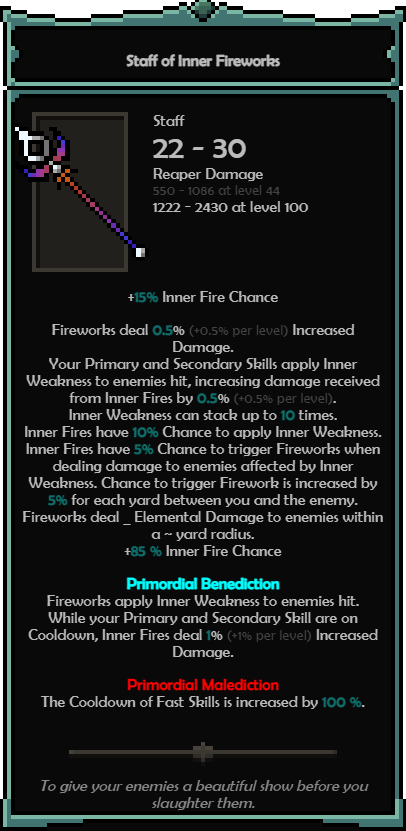 Staff of Inner Fireworks
Staff
22 - 30
Reaper Damage
550 - 1086 at level 44
1222 - 2430 at level 100
+15% Inner Fire Chance
Fireworks deal 0.5% (+0.5% per level) Increased
Damage.
Your Primary and Secondary Skills apply Inner
Weakness to enemies hit, increasing damage received
from Inner Fires by 0.5% (+0.5% per level).
Inner Weakness can stack up to 10 times.
Inner Fires have 10% Chance to apply Inner Weakness.
Inner Fires have 5% Chance to trigger Fireworks when
dealing damage to enemies affected by Inner
Weakness. Chance to trigger Firework is increased by
5% for each yard between you and the enemy.
Fireworks deal _ Elemental Damage to enemies within
a ~ yard radius.
+85 % Inner Fire Chance
Primordial Benediction
Fireworks apply Inner Weakness to enemies hit.
While your Primary and Secondary Skill are on
Cooldown, Inner Fires deal 1% (+1% per level) Increased
Damage.
Primordial Malediction
The Cooldown of Fast Skills is increased by 100 %.
To give your enemies a beautiful show before you
slaughter them.